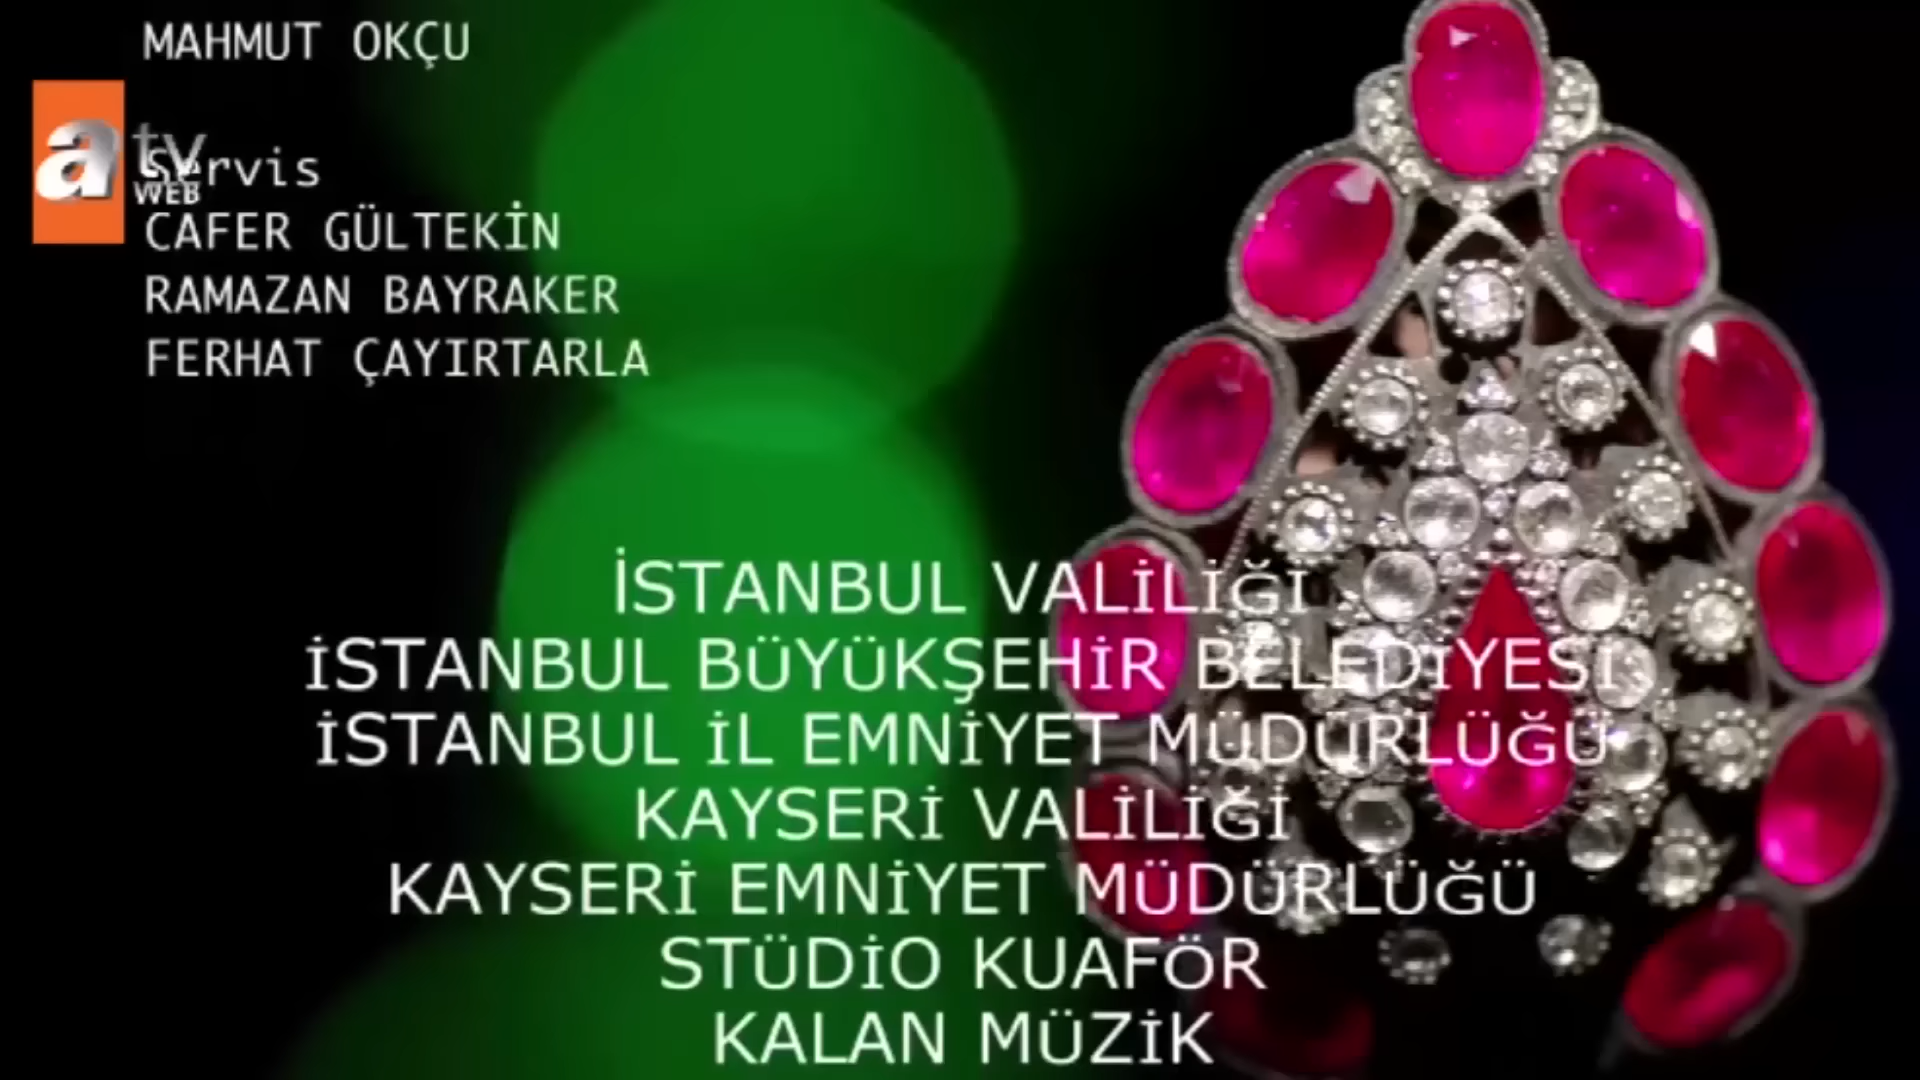 MAHMUT OKÇU
a tv
WEB
Servis
CAFER GÜLTEKİN
RAMAZAN BAYRAKER
FERHAT ÇAYIRTARLA
İSTANBUL VALİLİĞİ
İSTANBUL BÜYÜKŞEHİR BELEDİYESİ
İSTANBUL İL EMNİYET MÜDÜRLÜĞÜ
KAYSERİ VALİLİĞİ
KAYSERİ EMNİYET MÜDÜRLÜĞÜ
STÜDİO KUAFÖR
KALAN MÜZİK